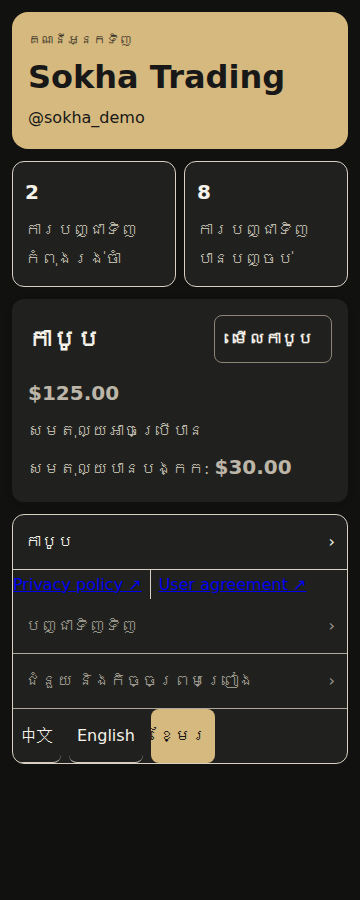 គណនីអ្នកទិញ
Sokha Trading
@sokha_demo
2
ការបញ្ជាទិញ
កំពុងរង់ចាំ
8
ការបញ្ជាទិញ
បានបញ្ចប់
កាបូប
មើលកាបូប
$125.00
សមតុល្យអាចប្រើបាន
សមតុល្យបានបង្កក: $30.00
កាបូប ›
Privacy policy ↗ User agreement ↗
បញ្ជាទិញទិញ ›
ជំនួយ និងកិច្ចព្រមព្រៀង ›
中文 English ខ្មែរ